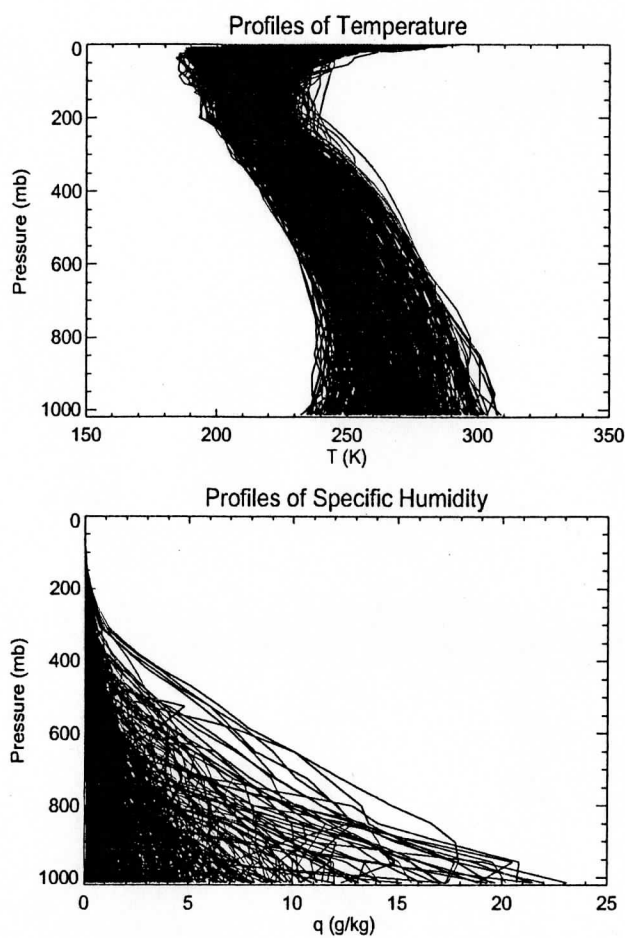 Profiles of Temperature
0
200
400
600
800
1000
Pressure (mb)
150 200 250 300 350
T (K)
Profiles of Specific Humidity
0
200
400
600
800
1000
Pressure (mb)
0 5 10 15 20 25
q (g/kg)